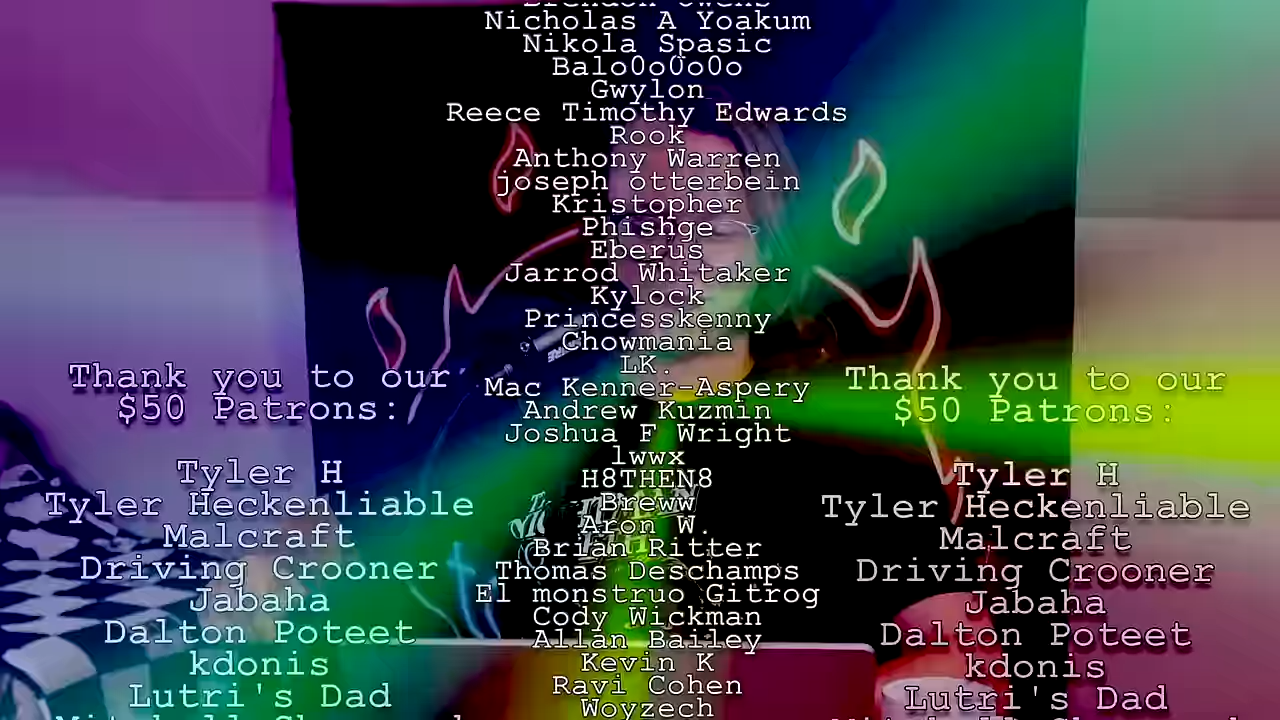 Nicholas A Yoakum
Nikola Spasic
Balo0o0o0o
Gwylon
Reece Timothy Edwards
Rook
Anthony Warren
joseph otterbein
Kristopher
Phishge
Eberus
Jarrod Whitaker
Kylock
Princesskenny
Chowmania
LK.
Mac Kenner-Aspery
Andrew Kuzmin
Joshua F Wright
lwwx
H8THEN8
Breww
Aron W.
Brian Ritter
Thomas Deschamps
El monstruo Gitrog
Cody Wickman
Allan Bailey
Kevin K
Ravi Cohen
Woyzech
Thank you to our
$50 Patrons:
Tyler H
Tyler Heckenliable
Malcraft
Driving Crooner
Jabaha
Dalton Poteet
kdonis
Lutri's Dad
Thank you to our
$50 Patrons:
Tyler H
Tyler Heckenliable
Malcraft
Driving Crooner
Jabaha
Dalton Poteet
kdonis
Lutri's Dad